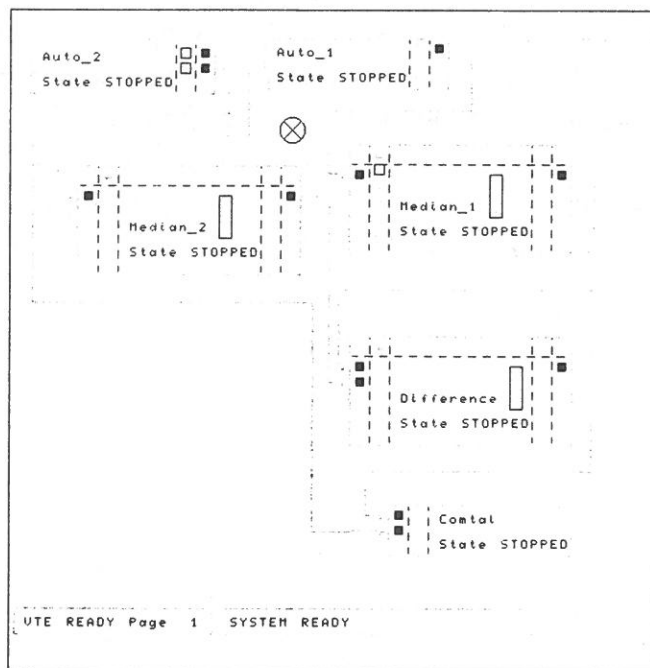 Auto_2
State STOPPED
Auto_1
State STOPPED
Median_2
State STOPPED
Median_1
State STOPPED
Difference
State STOPPED
Comtal
State STOPPED
VTE READY Page 1 SYSTEM READY